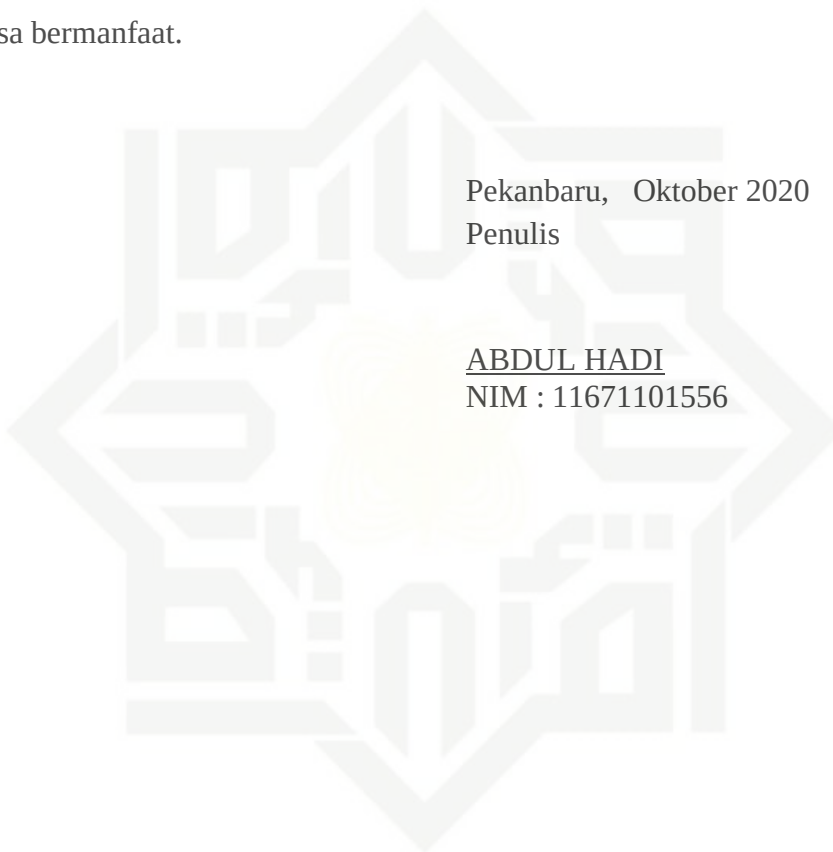 sa bermanfaat.
Pekanbaru,   Oktober 2020
Penulis
ABDUL HADI
NIM : 11671101556